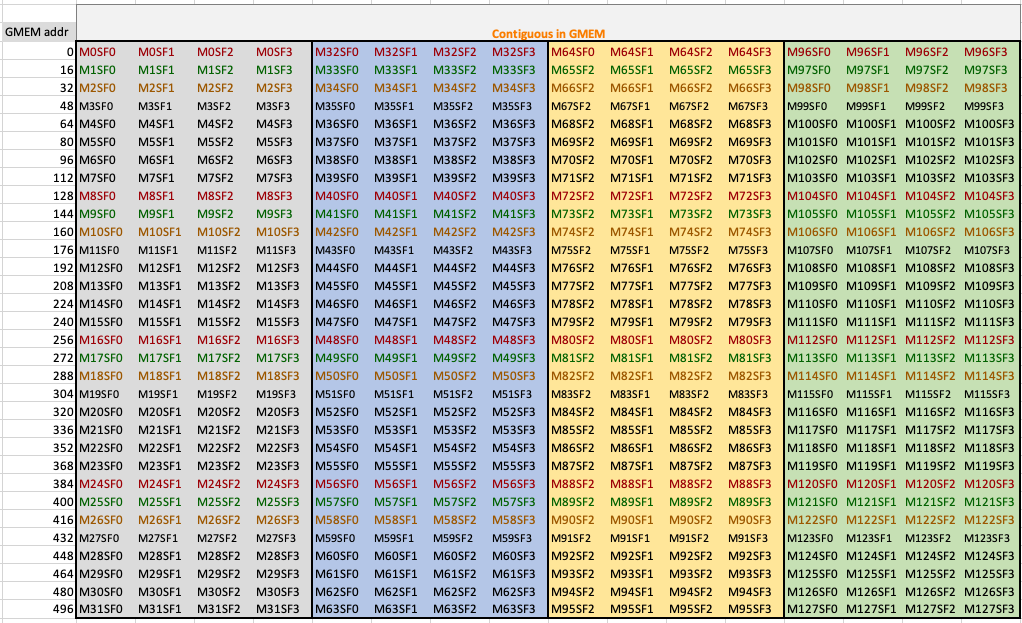 GMEM addr
Contiguous in GMEM
0 M0SF0 M0SF1 M0SF2 M0SF3 M32SF0 M32SF1 M32SF2 M32SF3 M64SF0 M64SF1 M64SF2 M64SF3 M96SF0 M96SF1 M96SF2 M96SF3
16 M1SF0 M1SF1 M1SF2 M1SF3 M33SF0 M33SF1 M33SF2 M33SF3 M65SF2 M65SF1 M65SF2 M65SF3 M97SF0 M97SF1 M97SF2 M97SF3
32 M2SF0 M2SF1 M2SF2 M2SF3 M34SF0 M34SF1 M34SF2 M34SF3 M66SF2 M66SF1 M66SF2 M66SF3 M98SF0 M98SF1 M98SF2 M98SF3
48 M3SF0 M3SF1 M3SF2 M3SF3 M35SF0 M35SF1 M35SF2 M35SF3 M67SF2 M67SF1 M67SF2 M67SF3 M99SF0 M99SF1 M99SF2 M99SF3
64 M4SF0 M4SF1 M4SF2 M4SF3 M36SF0 M36SF1 M36SF2 M36SF3 M68SF2 M68SF1 M68SF2 M68SF3 M100SF0 M100SF1 M100SF2 M100SF3
80 M5SF0 M5SF1 M5SF2 M5SF3 M37SF0 M37SF1 M37SF2 M37SF3 M69SF2 M69SF1 M69SF2 M69SF3 M101SF0 M101SF1 M101SF2 M101SF3
96 M6SF0 M6SF1 M6SF2 M6SF3 M38SF0 M38SF1 M38SF2 M38SF3 M70SF2 M70SF1 M70SF2 M70SF3 M102SF0 M102SF1 M102SF2 M102SF3
112 M7SF0 M7SF1 M7SF2 M7SF3 M39SF0 M39SF1 M39SF2 M39SF3 M71SF2 M71SF1 M71SF2 M71SF3 M103SF0 M103SF1 M103SF2 M103SF3
128 M8SF0 M8SF1 M8SF2 M8SF3 M40SF0 M40SF1 M40SF2 M40SF3 M72SF2 M72SF1 M72SF2 M72SF3 M104SF0 M104SF1 M104SF2 M104SF3
144 M9SF0 M9SF1 M9SF2 M9SF3 M41SF0 M41SF1 M41SF2 M41SF3 M73SF2 M73SF1 M73SF2 M73SF3 M105SF0 M105SF1 M105SF2 M105SF3
160 M10SF0 M10SF1 M10SF2 M10SF3 M42SF0 M42SF1 M42SF2 M42SF3 M74SF2 M74SF1 M74SF2 M74SF3 M106SF0 M106SF1 M106SF2 M106SF3
176 M11SF0 M11SF1 M11SF2 M11SF3 M43SF0 M43SF1 M43SF2 M43SF3 M75SF2 M75SF1 M75SF2 M75SF3 M107SF0 M107SF1 M107SF2 M107SF3
192 M12SF0 M12SF1 M12SF2 M12SF3 M44SF0 M44SF1 M44SF2 M44SF3 M76SF2 M76SF1 M76SF2 M76SF3 M108SF0 M108SF1 M108SF2 M108SF3
208 M13SF0 M13SF1 M13SF2 M13SF3 M45SF0 M45SF1 M45SF2 M45SF3 M77SF2 M77SF1 M77SF2 M77SF3 M109SF0 M109SF1 M109SF2 M109SF3
224 M14SF0 M14SF1 M14SF2 M14SF3 M46SF0 M46SF1 M46SF2 M46SF3 M78SF2 M78SF1 M78SF2 M78SF3 M110SF0 M110SF1 M110SF2 M110SF3
240 M15SF0 M15SF1 M15SF2 M15SF3 M47SF0 M47SF1 M47SF2 M47SF3 M79SF2 M79SF1 M79SF2 M79SF3 M111SF0 M111SF1 M111SF2 M111SF3
256 M16SF0 M16SF1 M16SF2 M16SF3 M48SF0 M48SF1 M48SF2 M48SF3 M80SF2 M80SF1 M80SF2 M80SF3 M112SF0 M112SF1 M112SF2 M112SF3
272 M17SF0 M17SF1 M17SF2 M17SF3 M49SF0 M49SF1 M49SF2 M49SF3 M81SF2 M81SF1 M81SF2 M81SF3 M113SF0 M113SF1 M113SF2 M113SF3
288 M18SF0 M18SF1 M18SF2 M18SF3 M50SF0 M50SF1 M50SF2 M50SF3 M82SF2 M82SF1 M82SF2 M82SF3 M114SF0 M114SF1 M114SF2 M114SF3
304 M19SF0 M19SF1 M19SF2 M19SF3 M51SF0 M51SF1 M51SF2 M51SF3 M83SF2 M83SF1 M83SF2 M83SF3 M115SF0 M115SF1 M115SF2 M115SF3
320 M20SF0 M20SF1 M20SF2 M20SF3 M52SF0 M52SF1 M52SF2 M52SF3 M84SF2 M84SF1 M84SF2 M84SF3 M116SF0 M116SF1 M116SF2 M116SF3
336 M21SF0 M21SF1 M21SF2 M21SF3 M53SF0 M53SF1 M53SF2 M53SF3 M85SF2 M85SF1 M85SF2 M85SF3 M117SF0 M117SF1 M117SF2 M117SF3
352 M22SF0 M22SF1 M22SF2 M22SF3 M54SF0 M54SF1 M54SF2 M54SF3 M86SF2 M86SF1 M86SF2 M86SF3 M118SF0 M118SF1 M118SF2 M118SF3
368 M23SF0 M23SF1 M23SF2 M23SF3 M55SF0 M55SF1 M55SF2 M55SF3 M87SF2 M87SF1 M87SF2 M87SF3 M119SF0 M119SF1 M119SF2 M119SF3
384 M24SF0 M24SF1 M24SF2 M24SF3 M56SF0 M56SF1 M56SF2 M56SF3 M88SF2 M88SF1 M88SF2 M88SF3 M120SF0 M120SF1 M120SF2 M120SF3
400 M25SF0 M25SF1 M25SF2 M25SF3 M57SF0 M57SF1 M57SF2 M57SF3 M89SF2 M89SF1 M89SF2 M89SF3 M121SF0 M121SF1 M121SF2 M121SF3
416 M26SF0 M26SF1 M26SF2 M26SF3 M58SF0 M58SF1 M58SF2 M58SF3 M90SF2 M90SF1 M90SF2 M90SF3 M122SF0 M122SF1 M122SF2 M122SF3
432 M27SF0 M27SF1 M27SF2 M27SF3 M59SF0 M59SF1 M59SF2 M59SF3 M91SF2 M91SF1 M91SF2 M91SF3 M123SF0 M123SF1 M123SF2 M123SF3
448 M28SF0 M28SF1 M28SF2 M28SF3 M60SF0 M60SF1 M60SF2 M60SF3 M92SF2 M92SF1 M92SF2 M92SF3 M124SF0 M124SF1 M124SF2 M124SF3
464 M29SF0 M29SF1 M29SF2 M29SF3 M61SF0 M61SF1 M61SF2 M61SF3 M93SF2 M93SF1 M93SF2 M93SF3 M125SF0 M125SF1 M125SF2 M125SF3
480 M30SF0 M30SF1 M30SF2 M30SF3 M62SF0 M62SF1 M62SF2 M62SF3 M94SF2 M94SF1 M94SF2 M94SF3 M126SF0 M126SF1 M126SF2 M126SF3
496 M31SF0 M31SF1 M31SF2 M31SF3 M63SF0 M63SF1 M63SF2 M63SF3 M95SF2 M95SF1 M95SF2 M95SF3 M127SF0 M127SF1 M127SF2 M127SF3